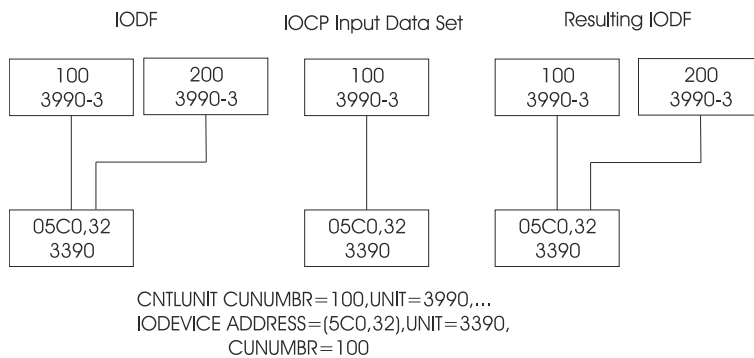 IODF
IOCP Input Data Set
Resulting IODF
100
3990-3
200
3990-3
100
3990-3
100
3990-3
200
3990-3
05C0,32
3390
05C0,32
3390
05C0,32
3390
CNTLUNIT CUNUMBR=100,UNIT=3990,...
IODEVICE ADDRESS=(5C0,32),UNIT=3390,
CUNUMBR=100